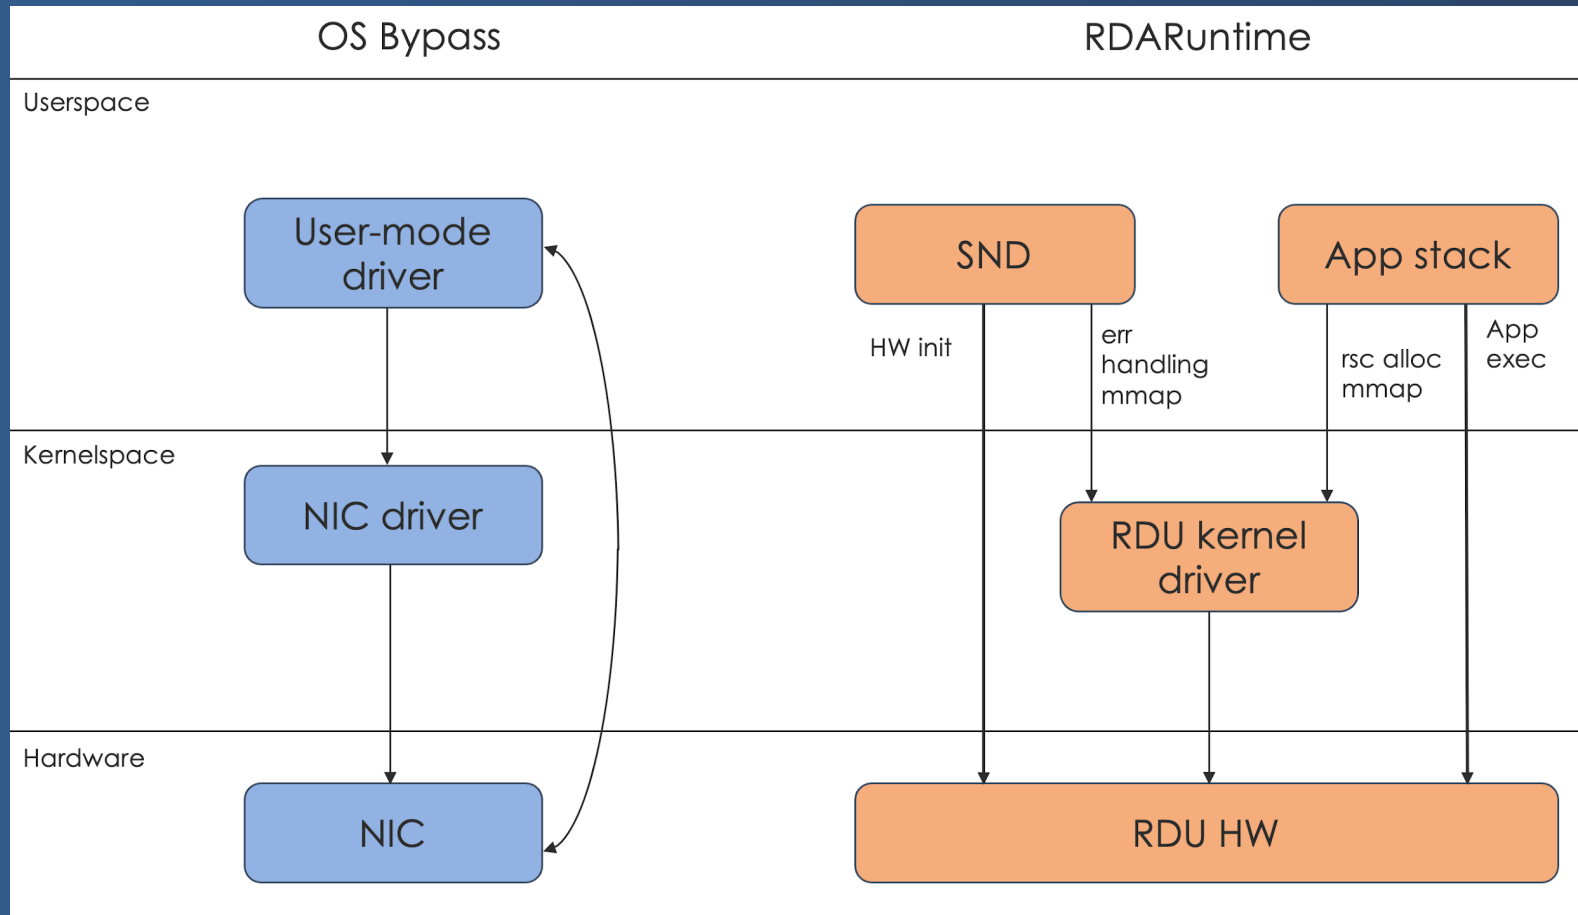 OS Bypass
RDARuntime
Userspace
User-mode
driver
SND
App stack
HW init
err
handling
mmap
rsc alloc
mmap
App
exec
Kernelspace
NIC driver
RDU kernel
driver
Hardware
NIC
RDU HW